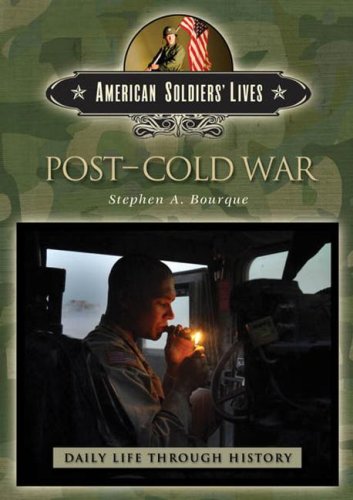 AMERICAN SOLDIERS' LIVES
POST–COLD WAR
Stephen A. Bourque
DAILY LIFE THROUGH HISTORY